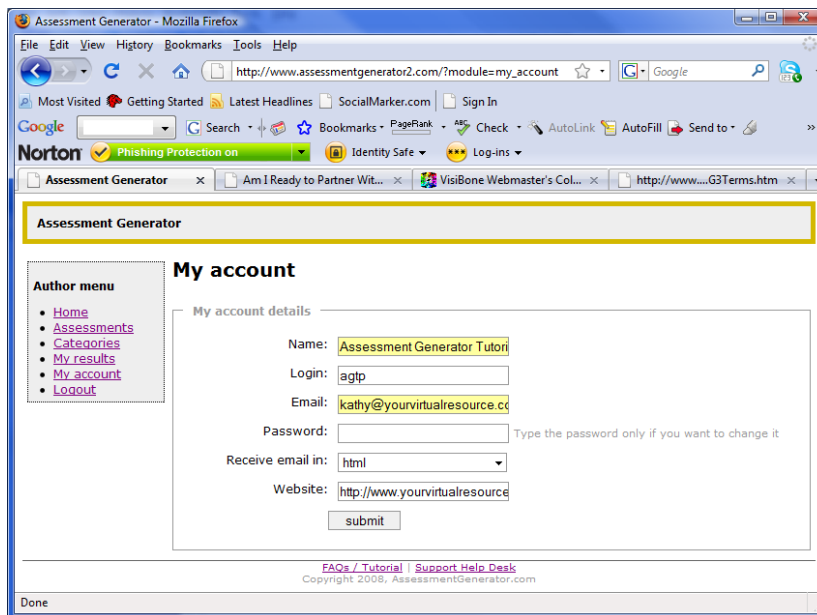 Assessment Generator - Mozilla Firefox
File Edit View History Bookmarks Tools Help
http://www.assessmentgenerator2.com/?module=my_account
G Google
Most Visited Getting Started Latest Headlines SocialMarker.com Sign In
Google G Search Bookmarks PageRank ABC Check AutoLink AutoFill Send to »
Norton Phishing Protection on Identity Safe Log-ins
Assessment Generator x Am I Ready to Partner Wit... x VisiBone Webmaster's Col... x http://www....G3Terms.htm x
Assessment Generator
My account
Author menu
Home
Assessments
Categories
My results
My account
Logout
My account details
Name: Assessment Generator Tutori
Login: agtp
Email: kathy@yourvirtualresource.co
Password: Type the password only if you want to change it
Receive email in: html
Website: http://www.yourvirtualresource
submit
FAQs / Tutorial | Support Help Desk
Copyright 2008, AssessmentGenerator.com
Done